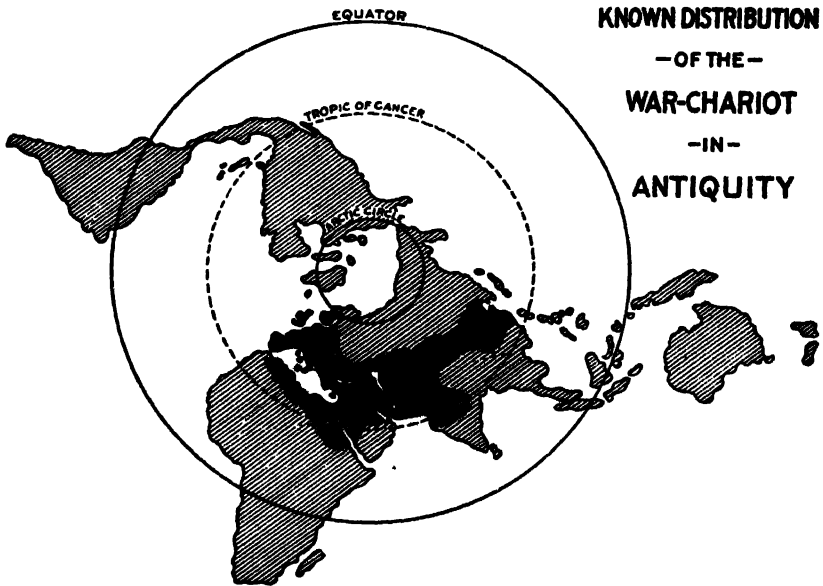 KNOWN DISTRIBUTION
—OF THE—
WAR-CHARIOT
—IN—
ANTIQUITY
EQUATOR
TROPIC OF CANCER
ARCTIC CIRCLE